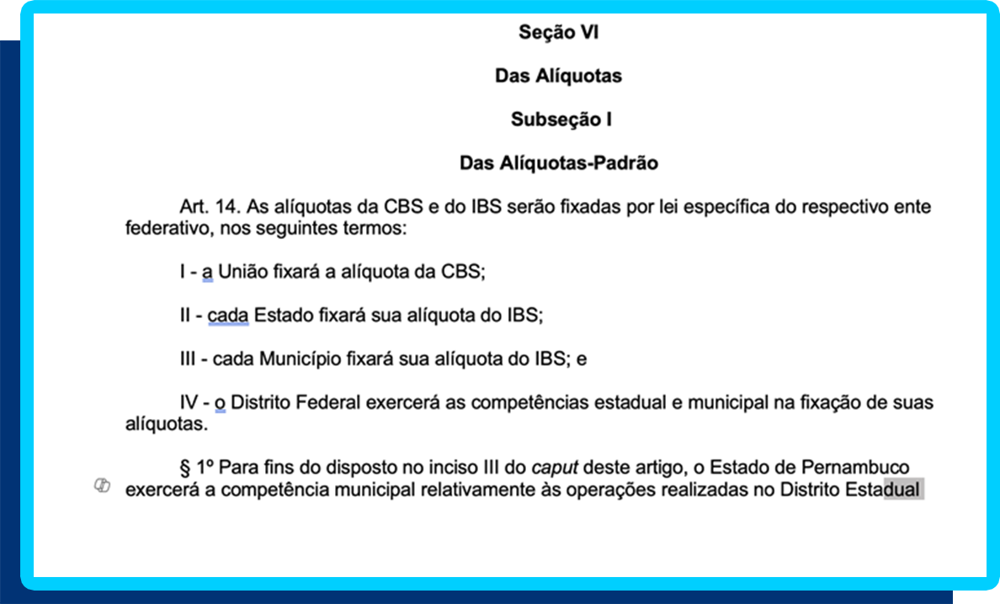 Seção VI
Das Alíquotas
Subseção I
Das Alíquotas-Padrão
Art. 14. As alíquotas da CBS e do IBS serão fixadas por lei específica do respectivo ente
federativo, nos seguintes termos:
I - a União fixará a alíquota da CBS;
II - cada Estado fixará sua alíquota do IBS;
III - cada Município fixará sua alíquota do IBS; e
IV - o Distrito Federal exercerá as competências estadual e municipal na fixação de suas
alíquotas.
§ 1º Para fins do disposto no inciso III do caput deste artigo, o Estado de Pernambuco
exercerá a competência municipal relativamente às operações realizadas no Distrito Estadual